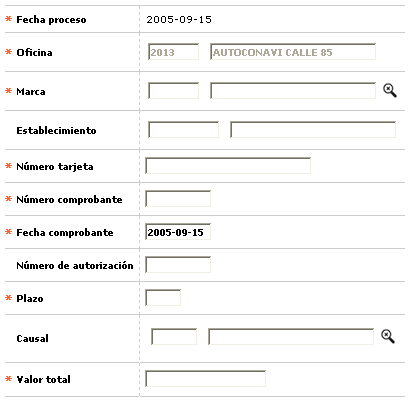 * Fecha proceso 2005-09-15
* Oficina 2013 AUTOCONAVI CALLE 85
* Marca
Establecimiento
* Número tarjeta
* Número comprobante
* Fecha comprobante 2005-09-15
Número de autorización
* Plazo
Causal
* Valor total